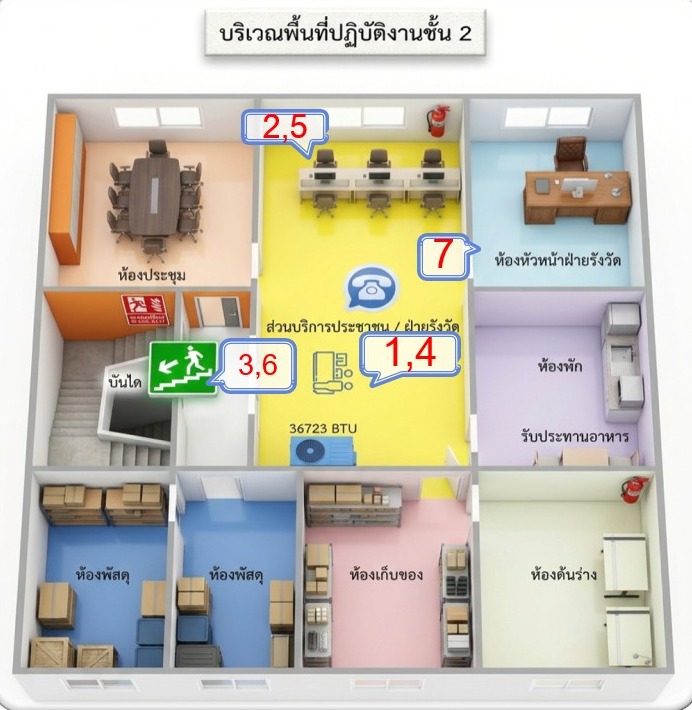 บริเวณพื้นที่ปฏิบัติงานชั้น 2
2,5
ห้องประชุม
7
ห้องหัวหน้าฝ่ายรังวัด
ส่วนบริการประชาชน / ฝ่ายรังวัด
1,4
3,6
บันได
ห้องพัก
รับประทานอาหาร
36723 BTU
ห้องพัสดุ
ห้องพัสดุ
ห้องเก็บของ
ห้องต้นร่าง